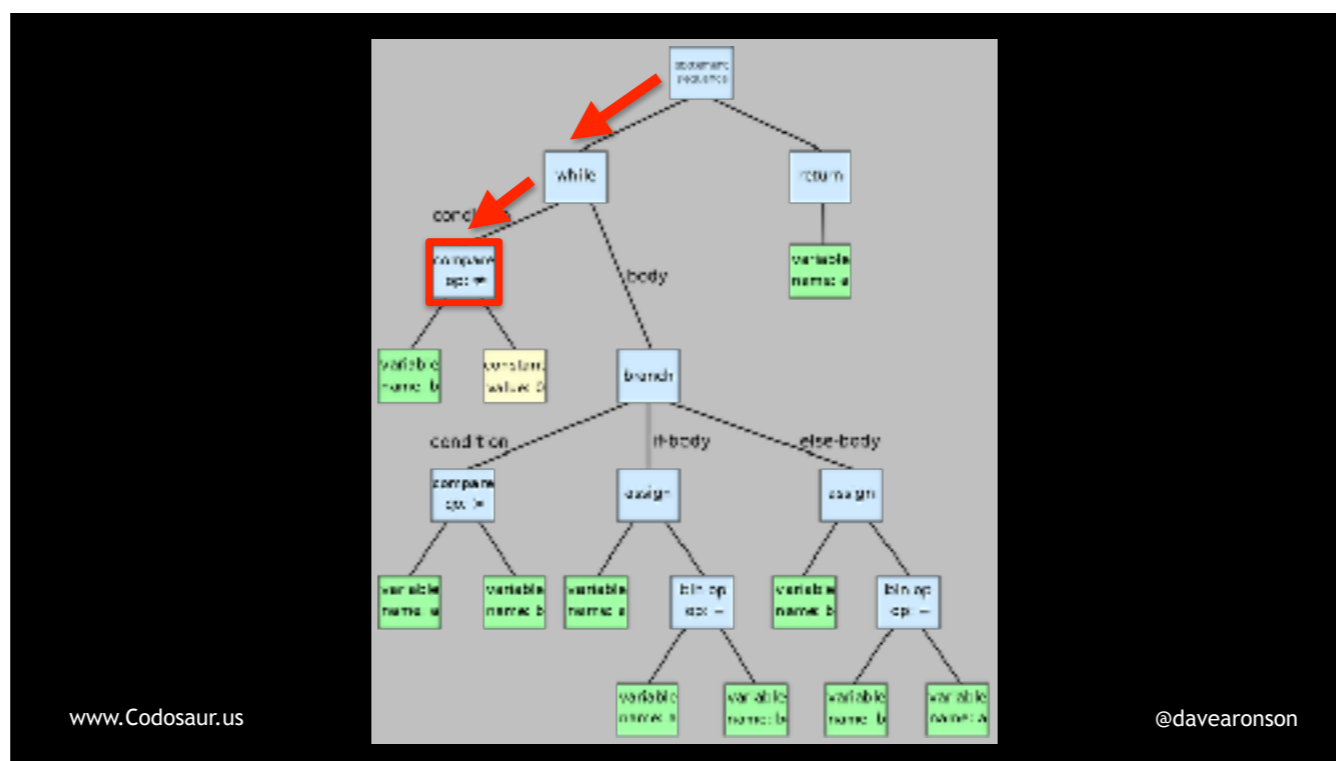 statement
sequence
while
return
condition
compare
op: ≠
body
variable
name: a
variable
name: b
constant
value: 0
branch
condition
if-body
else-body
compare
op: >
assign
assign
variable
name: a
variable
name: b
variable
name: a
bin op
op: −
variable
name: b
bin op
op: −
variable
name: a
variable
name: b
variable
name: b
variable
name: a
www.Codosaur.us
@davearonson